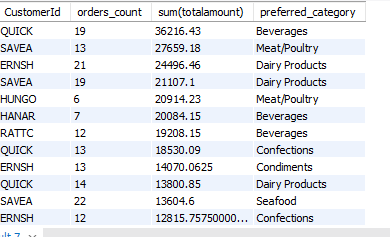 CustomerId orders_count sum(totalamount) preferred_category
QUICK 19 36216.43 Beverages
SAVEA 13 27659.18 Meat/Poultry
ERNSH 21 24496.46 Dairy Products
SAVEA 19 21107.1 Dairy Products
HUNGO 6 20914.23 Meat/Poultry
HANAR 7 20084.15 Beverages
RATTC 12 19208.15 Beverages
QUICK 13 18530.09 Confections
ERNSH 13 14070.0625 Condiments
QUICK 14 13800.85 Dairy Products
SAVEA 22 13604.6 Seafood
ERNSH 12 12815.75750000... Confections